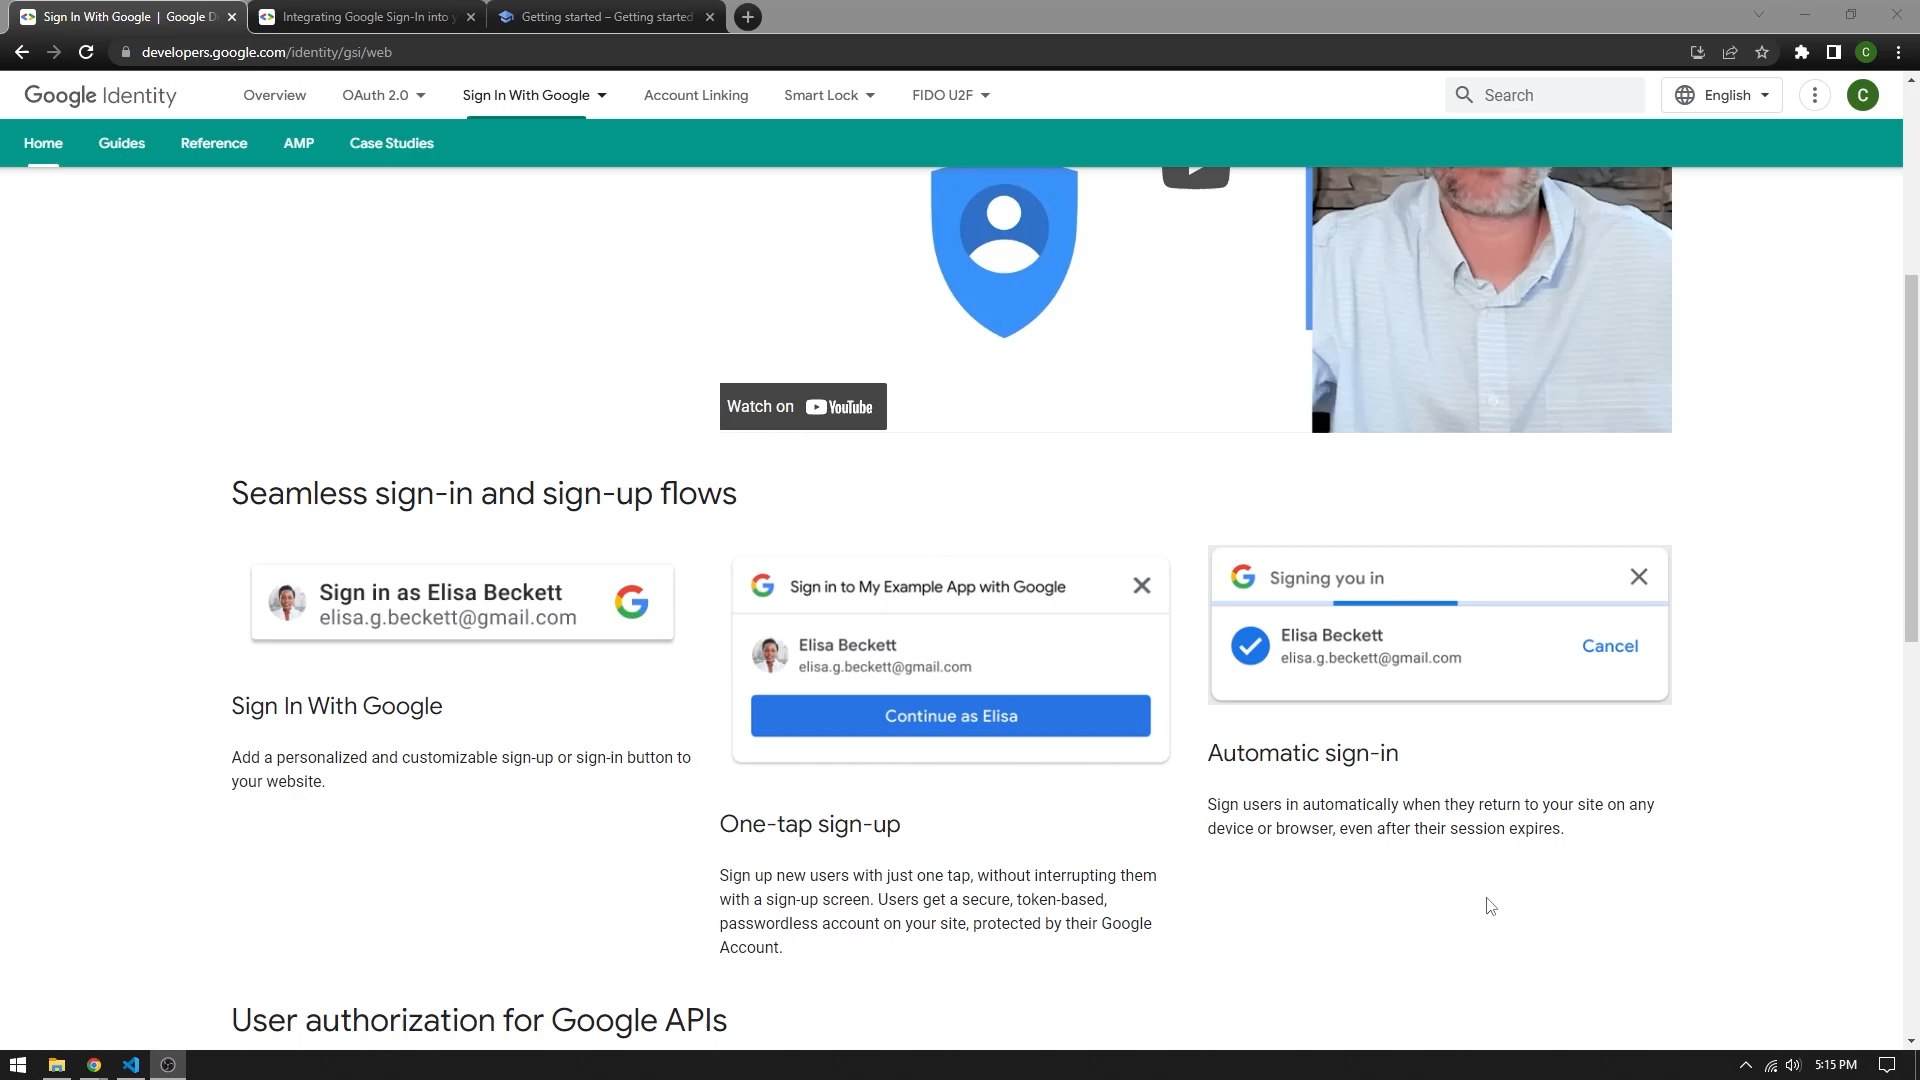 Sign In With Google | Google D
Integrating Google Sign-In into y
Getting started – Getting started
developers.google.com/identity/gsi/web
C
Google Identity
Overview
OAuth 2.0
Sign In With Google
Account Linking
Smart Lock
FIDO U2F
Search
English
C
Home
Guides
Reference
AMP
Case Studies
Watch on YouTube
Seamless sign-in and sign-up flows
Sign in as Elisa Beckett
elisa.g.beckett@gmail.com
Sign In With Google
Add a personalized and customizable sign-up or sign-in button to
your website.
Sign in to My Example App with Google
Elisa Beckett
elisa.g.beckett@gmail.com
Continue as Elisa
One-tap sign-up
Sign up new users with just one tap, without interrupting them
with a sign-up screen. Users get a secure, token-based,
passwordless account on your site, protected by their Google
Account.
Signing you in
Elisa Beckett
elisa.g.beckett@gmail.com
Cancel
Automatic sign-in
Sign users in automatically when they return to your site on any
device or browser, even after their session expires.
User authorization for Google APIs
5:15 PM